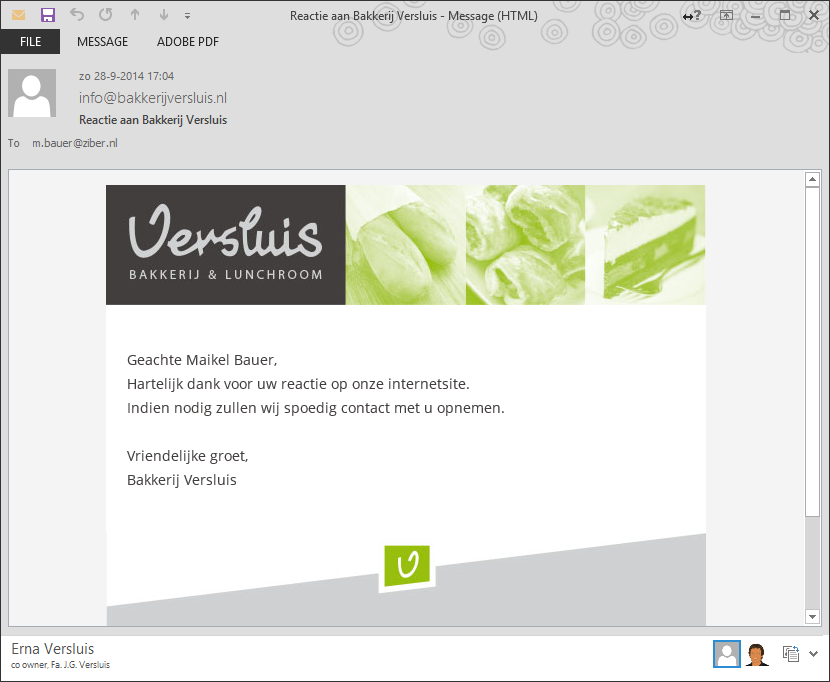 Reactie aan Bakkerij Versluis - Message (HTML)
?
FILE MESSAGE ADOBE PDF
zo 28-9-2014 17:04
info@bakkerijversluis.nl
Reactie aan Bakkerij Versluis
To m.bauer@ziber.nl
Versluis
BAKKERIJ & LUNCHROOM
Geachte Maikel Bauer,
Hartelijk dank voor uw reactie op onze internetsite.
Indien nodig zullen wij spoedig contact met u opnemen.
Vriendelijke groet,
Bakkerij Versluis
V
Erna Versluis
co owner, Fa. J.G. Versluis